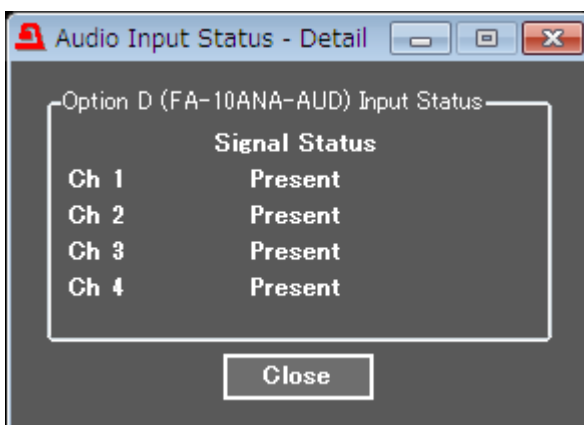 Audio Input Status - Detail
Option D (FA-10ANA-AUD) Input Status
Signal Status
Ch 1 Present
Ch 2 Present
Ch 3 Present
Ch 4 Present
Close